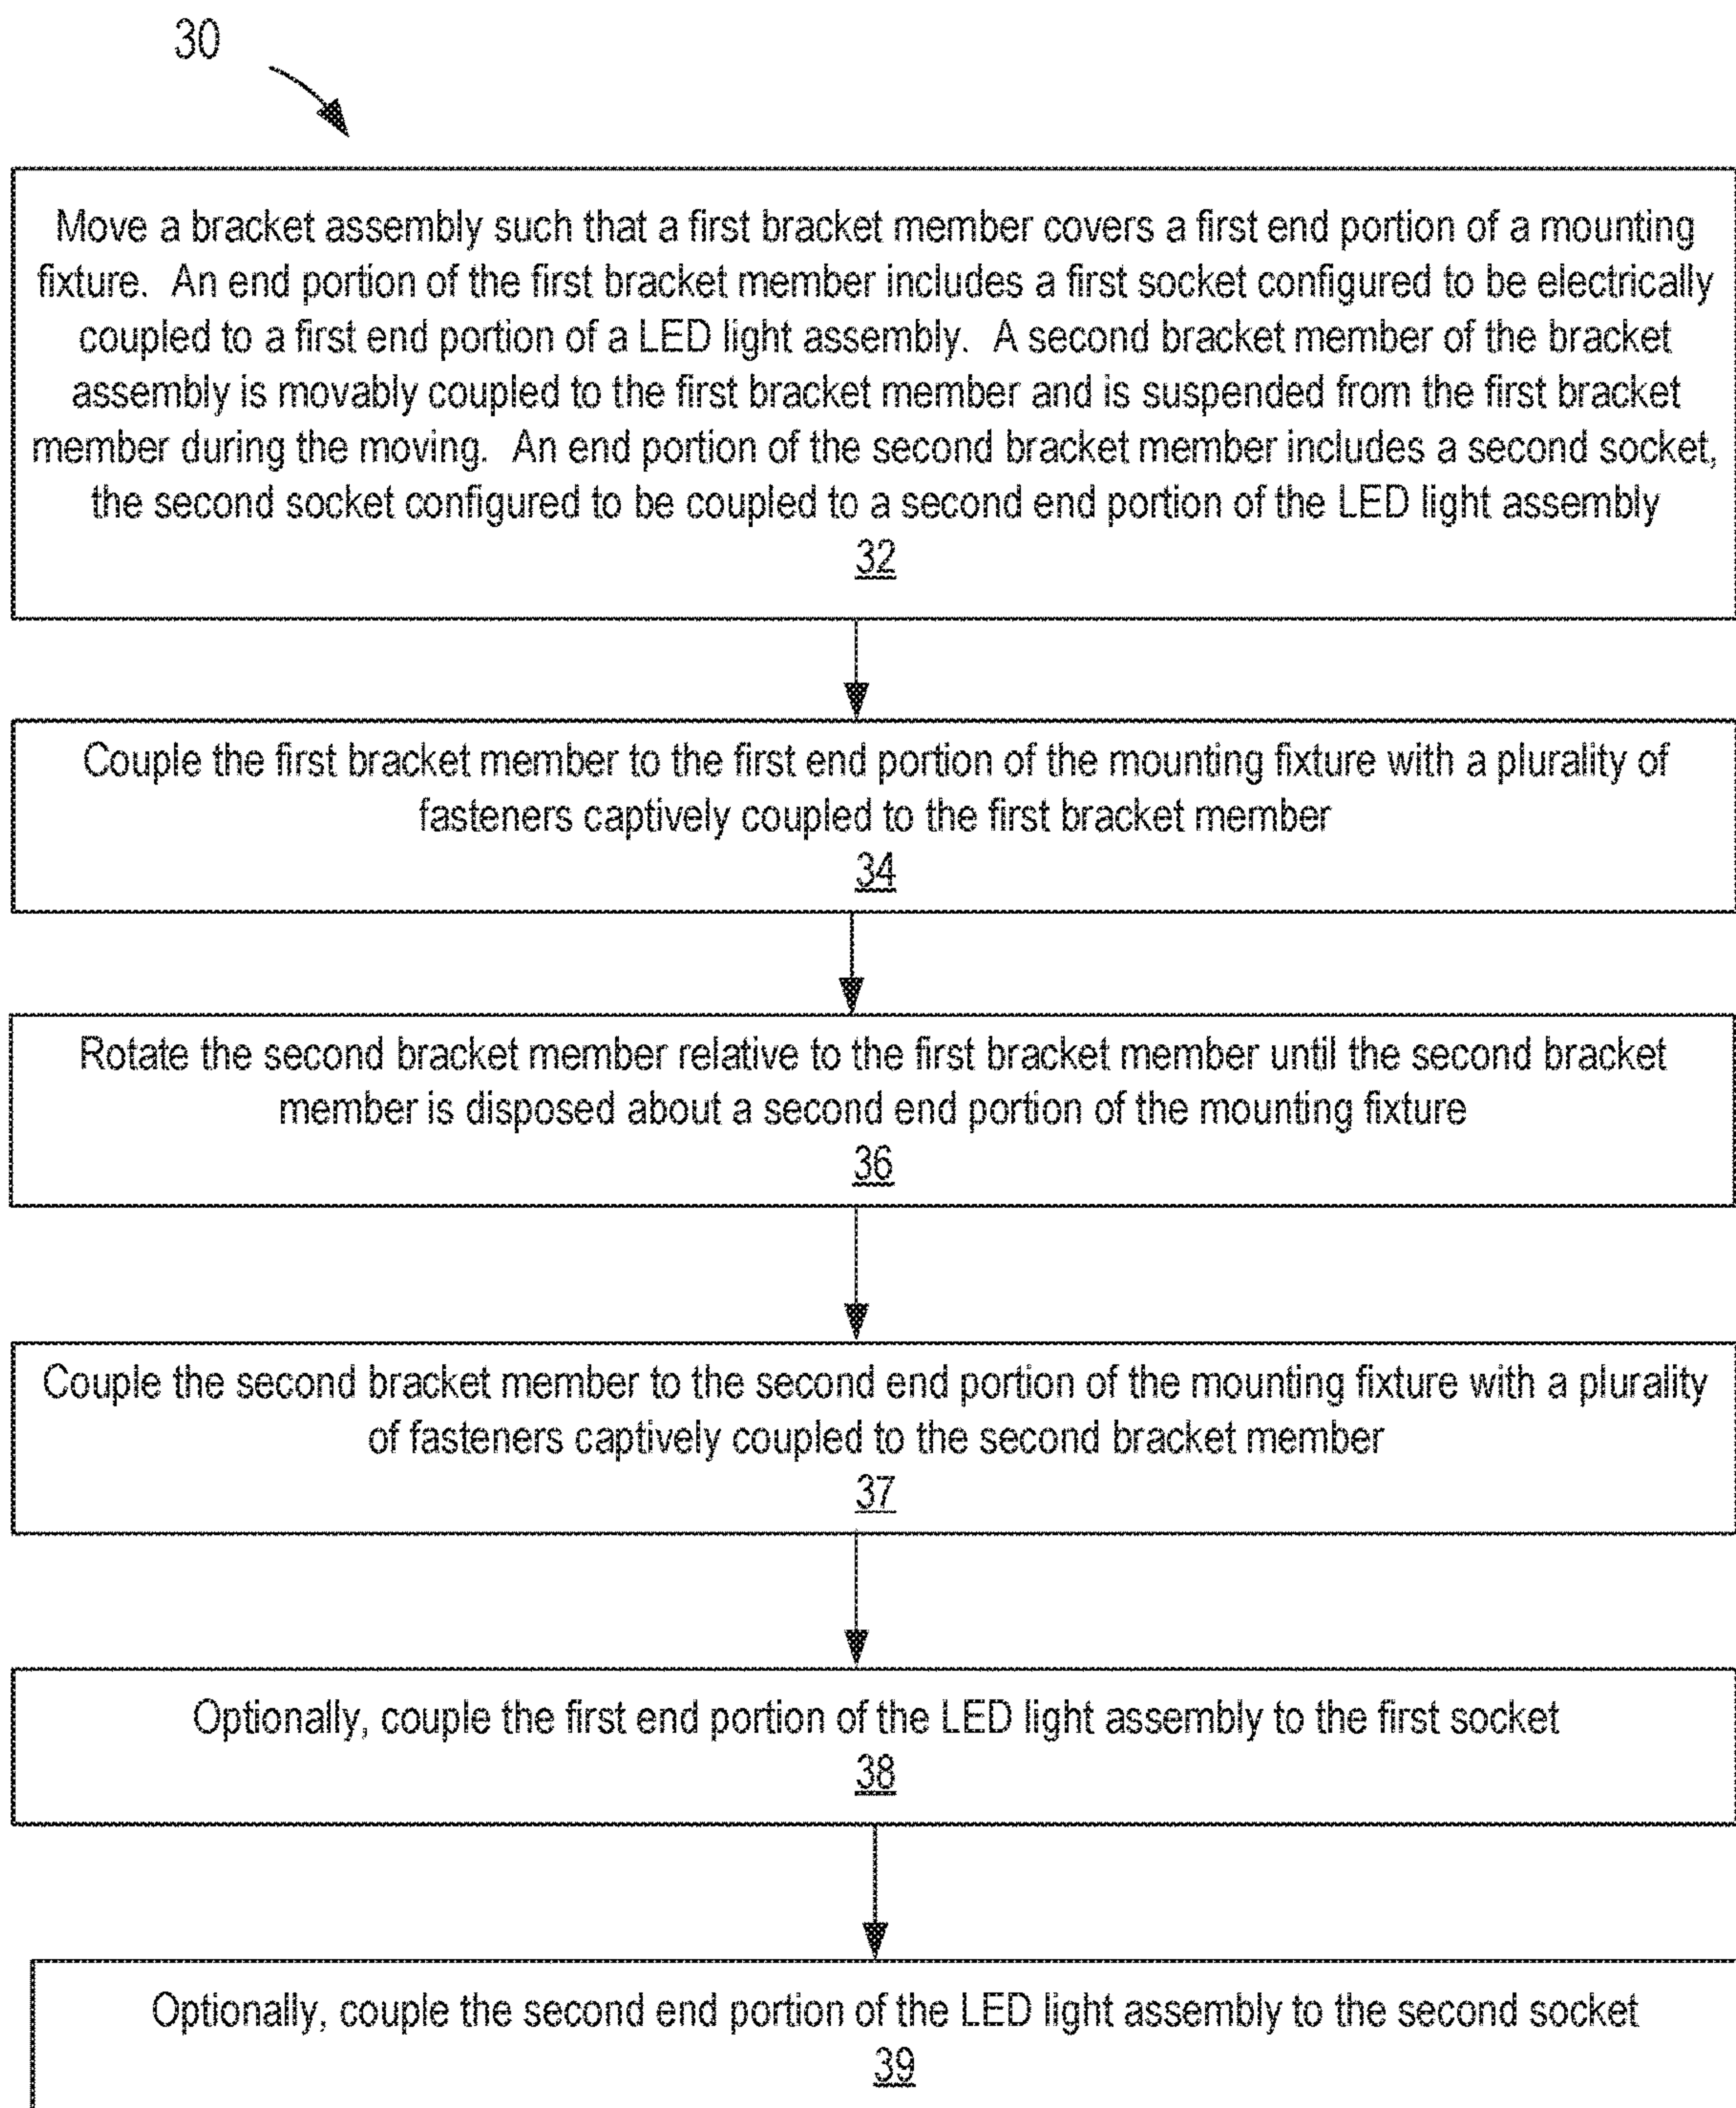 30
Move a bracket assembly such that a first bracket member covers a first end portion of a mounting
fixture. An end portion of the first bracket member includes a first socket configured to be electrically
coupled to a first end portion of a LED light assembly. A second bracket member of the bracket
assembly is movably coupled to the first bracket member and is suspended from the first bracket
member during the moving. An end portion of the second bracket member includes a second socket,
the second socket configured to be coupled to a second end portion of the LED light assembly
32
Couple the first bracket member to the first end portion of the mounting fixture with a plurality of
fasteners captively coupled to the first bracket member
34
Rotate the second bracket member relative to the first bracket member until the second bracket
member is disposed about a second end portion of the mounting fixture
36
Couple the second bracket member to the second end portion of the mounting fixture with a plurality
of fasteners captively coupled to the second bracket member
37
Optionally, couple the first end portion of the LED light assembly to the first socket
38
Optionally, couple the second end portion of the LED light assembly to the second socket
39